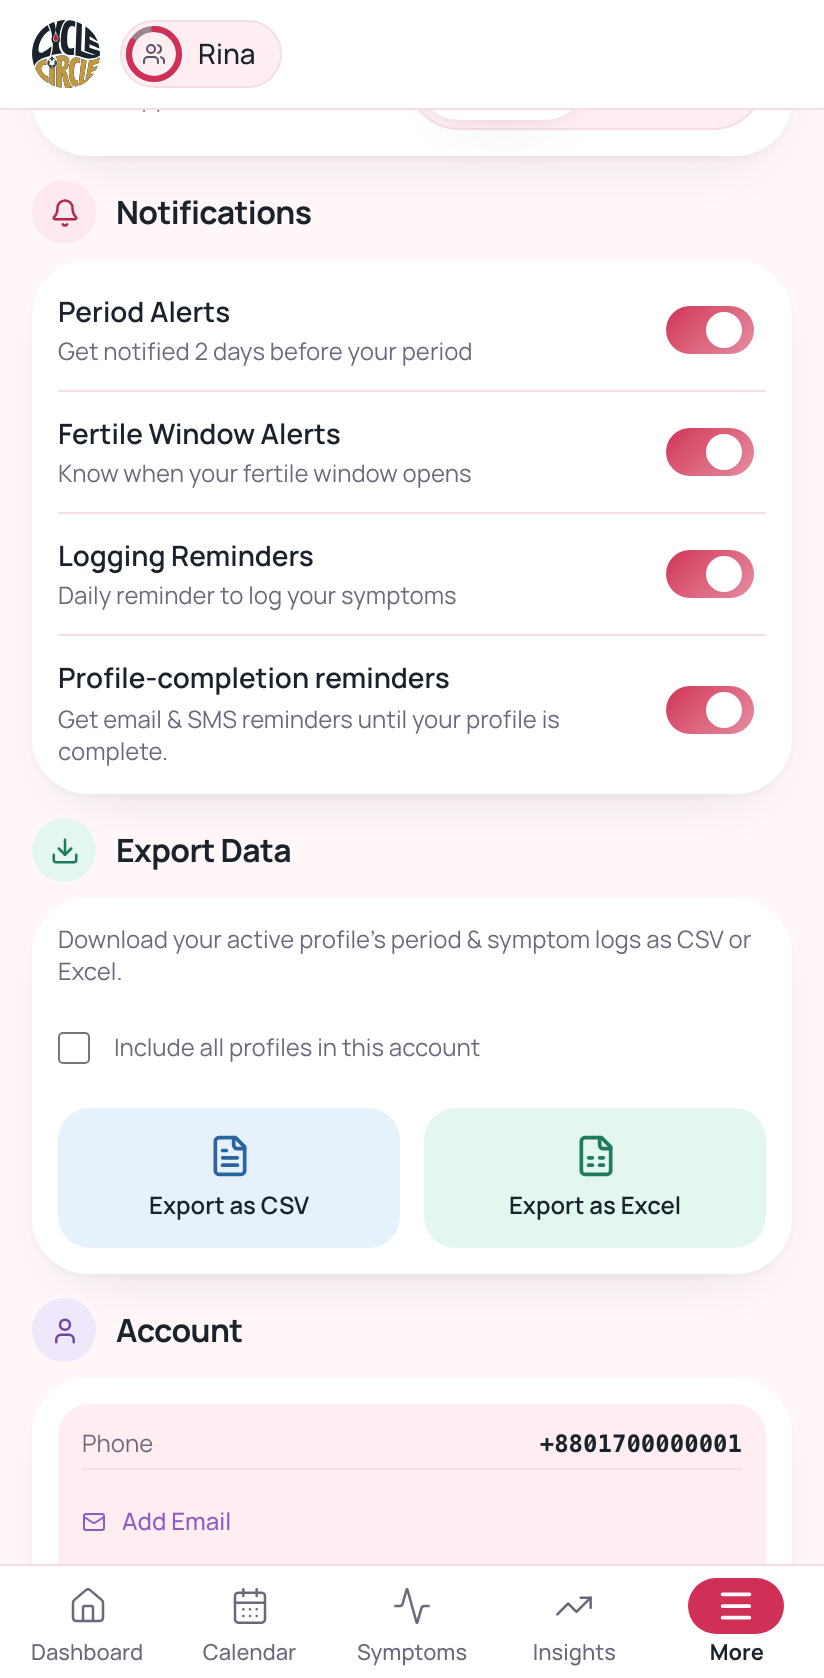 CYCLE
CIRCLE
Rina
Notifications
Period Alerts
Get notified 2 days before your period
Fertile Window Alerts
Know when your fertile window opens
Logging Reminders
Daily reminder to log your symptoms
Profile-completion reminders
Get email & SMS reminders until your profile is
complete.
Export Data
Download your active profile's period & symptom logs as CSV or
Excel.
Include all profiles in this account
Export as CSV
Export as Excel
Account
Phone
+8801700000001
Add Email
Dashboard
Calendar
Symptoms
Insights
More